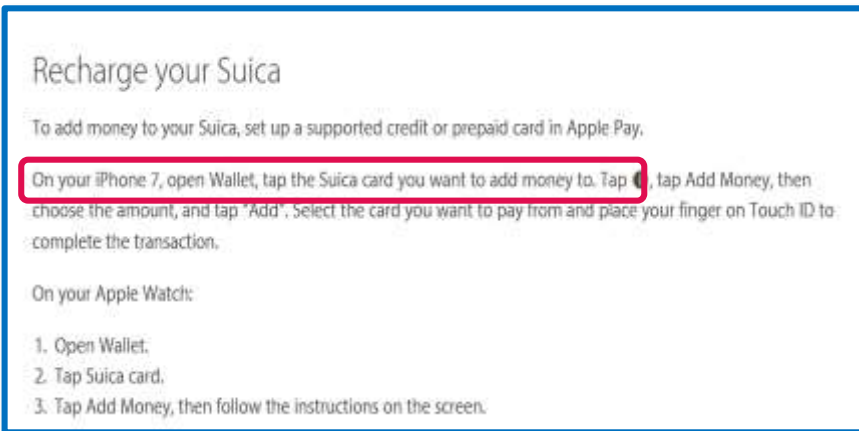 Recharge your Suica
To add money to your Suica, set up a supported credit or prepaid card in Apple Pay.
On your iPhone 7, open Wallet, tap the Suica card you want to add money to. Tap , tap Add Money, then
choose the amount, and tap "Add". Select the card you want to pay from and place your finger on Touch ID to
complete the transaction.
On your Apple Watch:
1. Open Wallet.
2. Tap Suica card.
3. Tap Add Money, then follow the instructions on the screen.